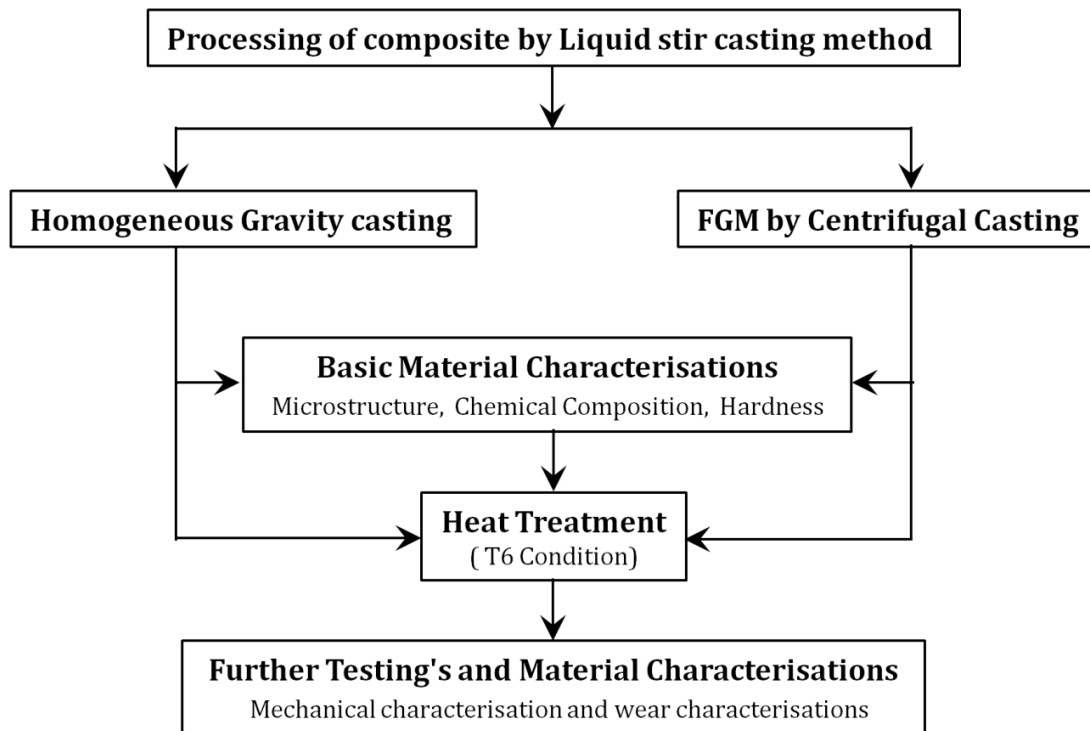 Processing of composite by Liquid stir casting method
Homogeneous Gravity casting
FGM by Centrifugal Casting
Basic Material Characterisations
Microstructure, Chemical Composition, Hardness
Heat Treatment
( T6 Condition)
Further Testing's and Material Characterisations
Mechanical characterisation and wear characterisations